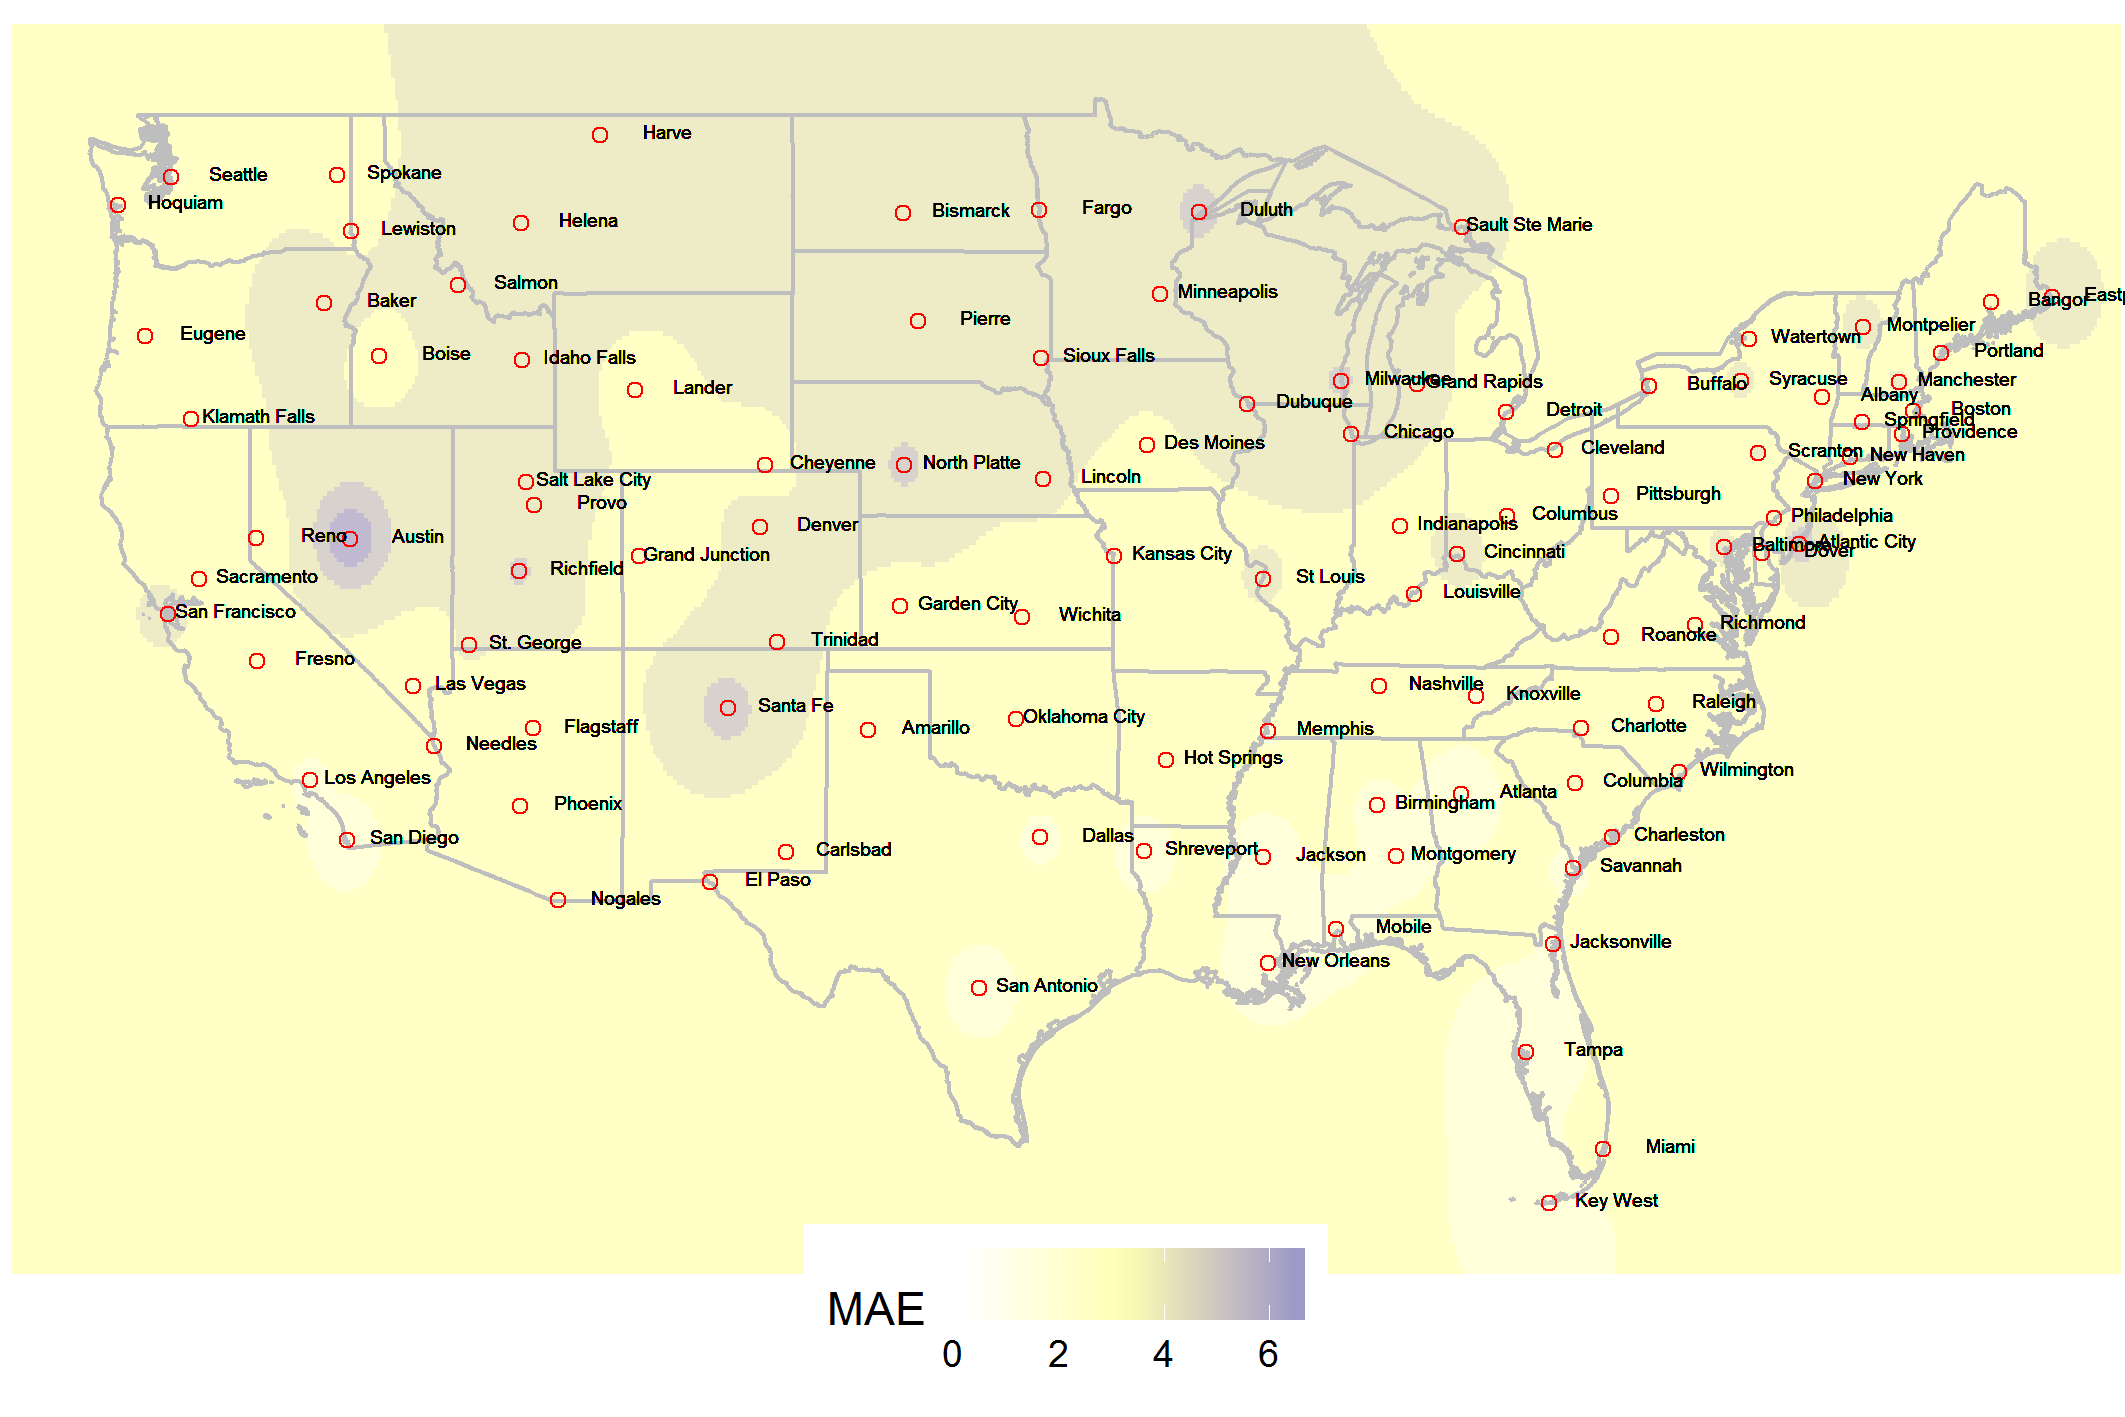 Harve
Seattle
Spokane
Hoquiam
Bismarck
Fargo
Duluth
Helena
Lewiston
Sault Ste Marie
Salmon
Minneapolis
Baker
Bangor
Eastp
Pierre
Montpelier
Eugene
Watertown
Boise
Idaho Falls
Sioux Falls
Portland
Lander
Milwaukee
Grand Rapids
Buffalo
Syracuse
Manchester
Albany
Dubuque
Detroit
Boston
Klamath Falls
Springfield
Chicago
Providence
Des Moines
Cleveland
Scranton
New Haven
Cheyenne
North Platte
Salt Lake City
Lincoln
New York
Provo
Pittsburgh
Denver
Indianapolis
Columbus
Philadelphia
Reno
Austin
Atlantic City
Baltimore
Dover
Grand Junction
Kansas City
Cincinnati
Richfield
Sacramento
St Louis
Louisville
San Francisco
Garden City
Wichita
Richmond
St. George
Trinidad
Roanoke
Fresno
Las Vegas
Nashville
Knoxville
Santa Fe
Raleigh
Flagstaff
Amarillo
Oklahoma City
Memphis
Charlotte
Needles
Hot Springs
Los Angeles
Wilmington
Phoenix
Birmingham
Atlanta
Columbia
San Diego
Dallas
Charleston
Carlsbad
Shreveport
Jackson
Montgomery
El Paso
Savannah
Nogales
Mobile
Jacksonville
New Orleans
San Antonio
Tampa
Miami
Key West
MAE
0 2 4 6